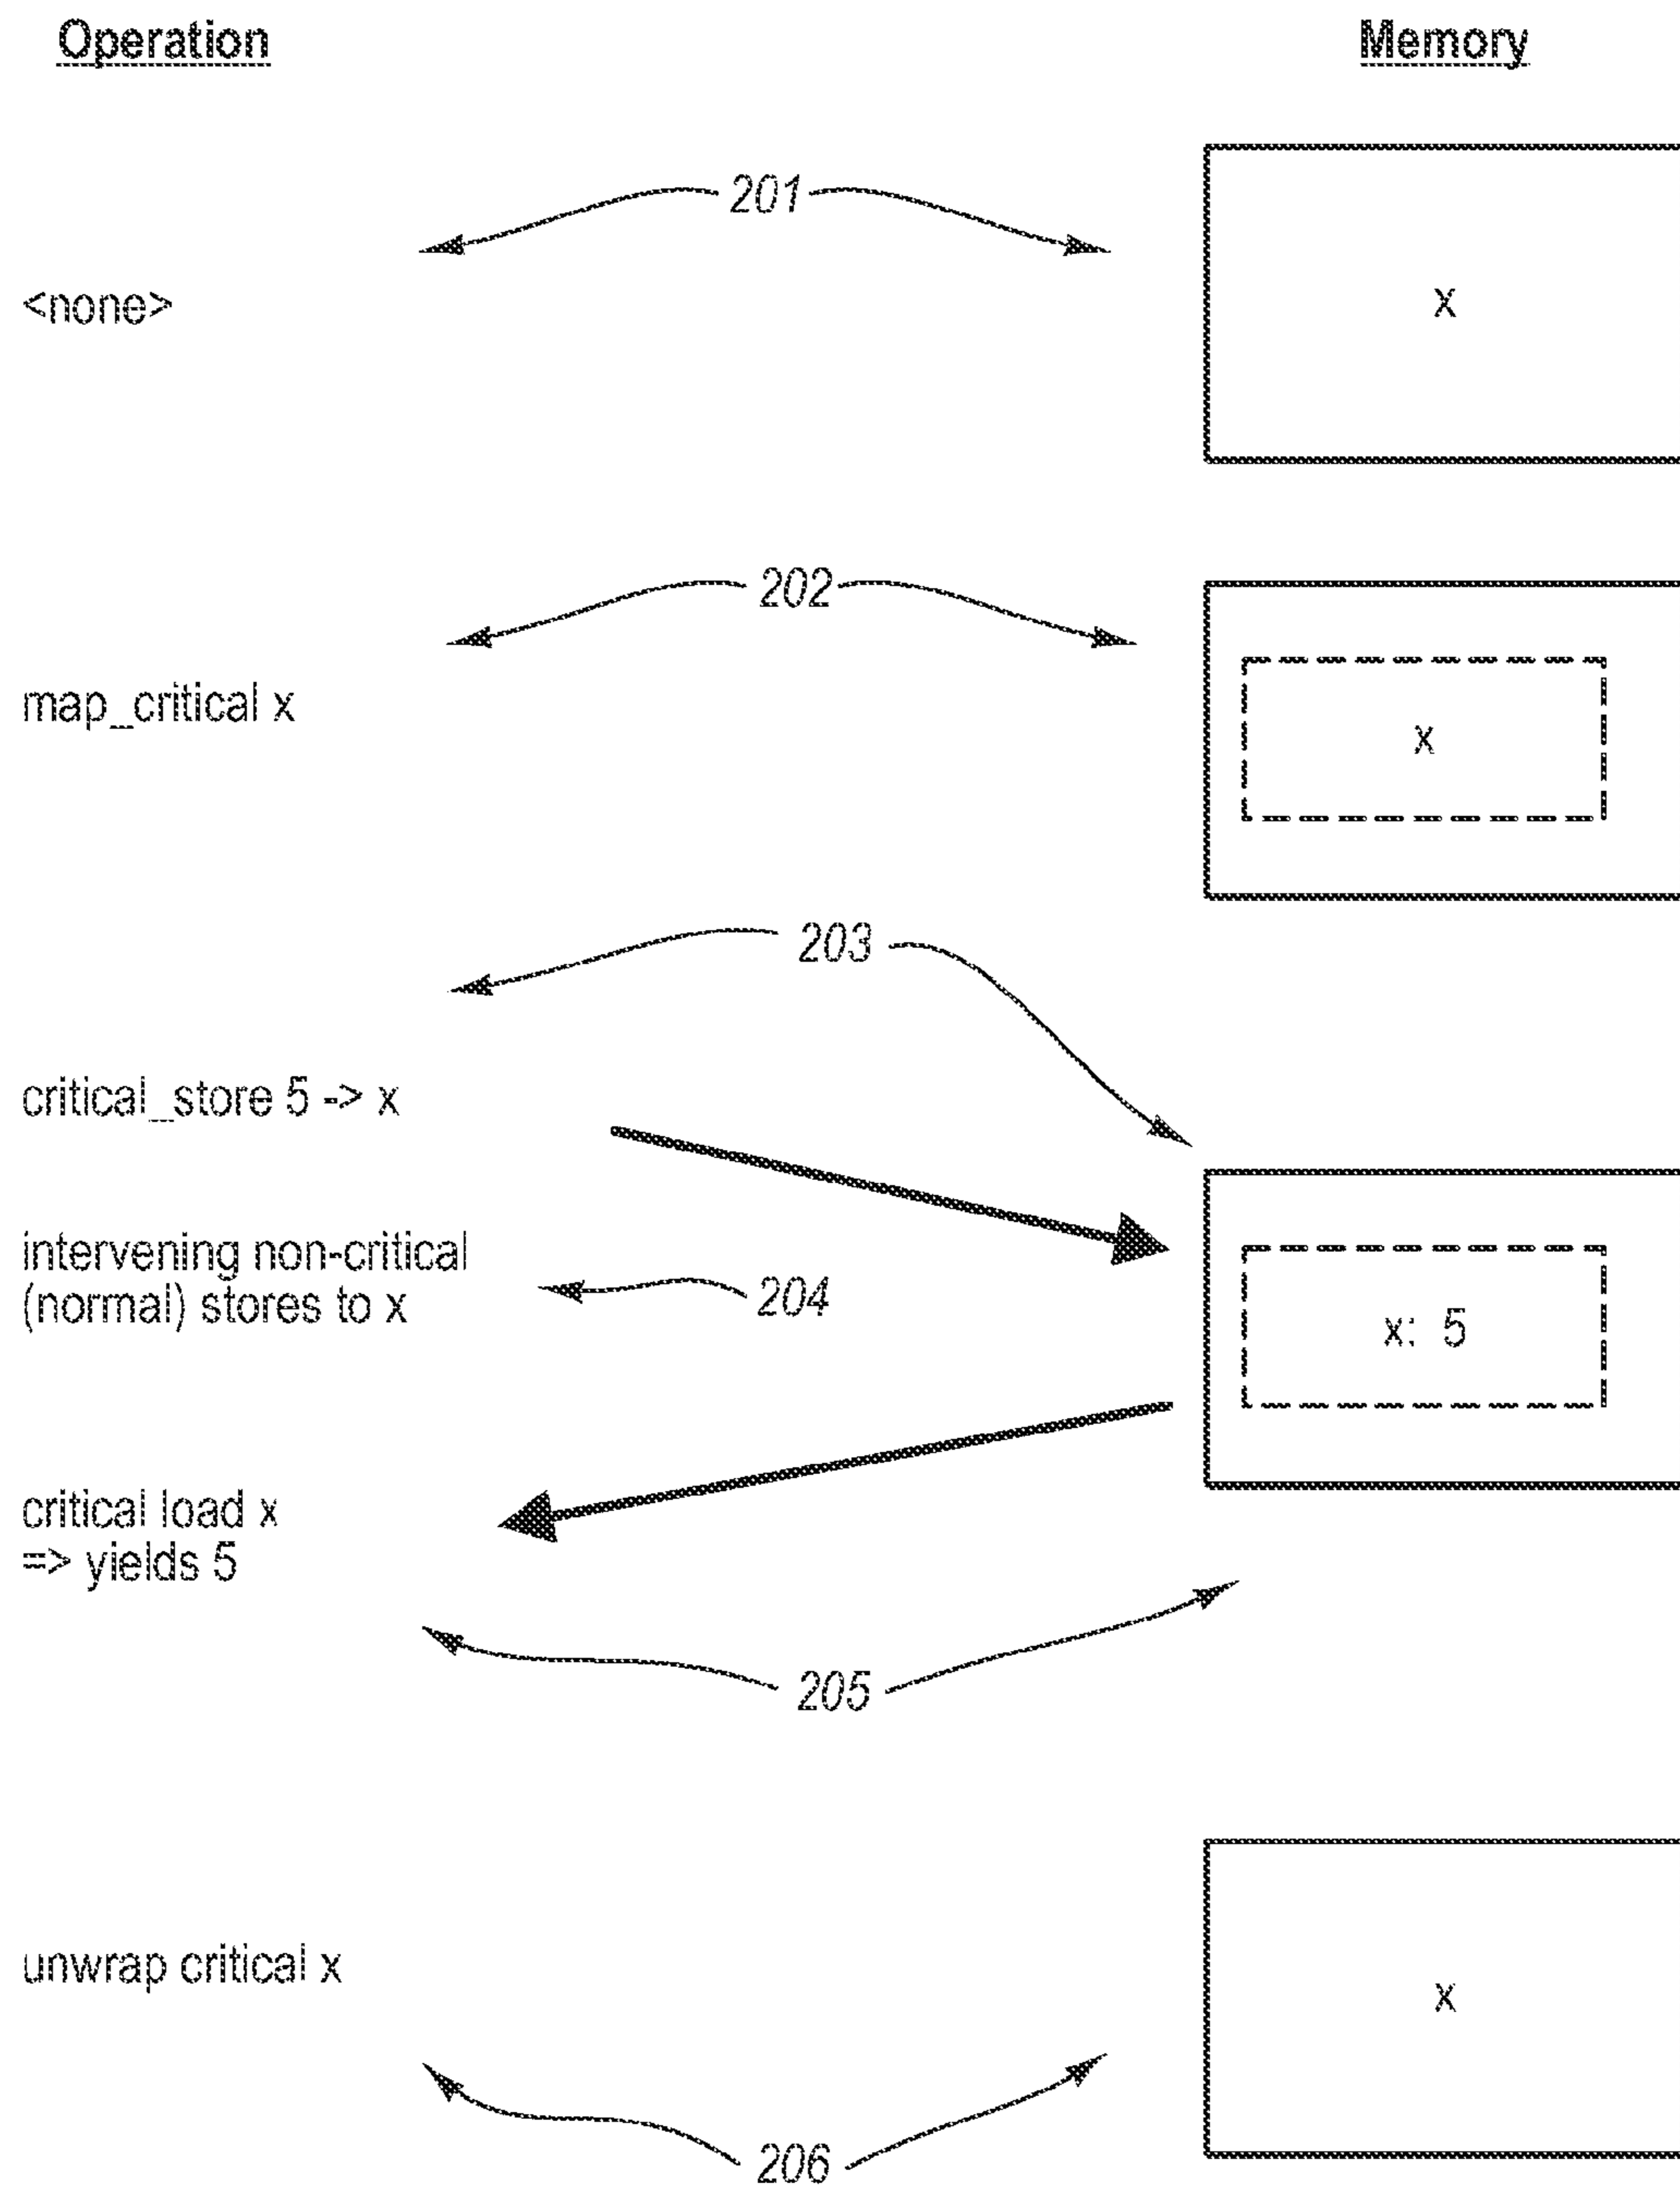 Operation
Memory
201
<none>
x
202
map_critical x
x
203
critical_store 5 -> x
intervening non-critical
(normal) stores to x
204
x: 5
critical load x
=> yields 5
205
unwrap critical x
x
206